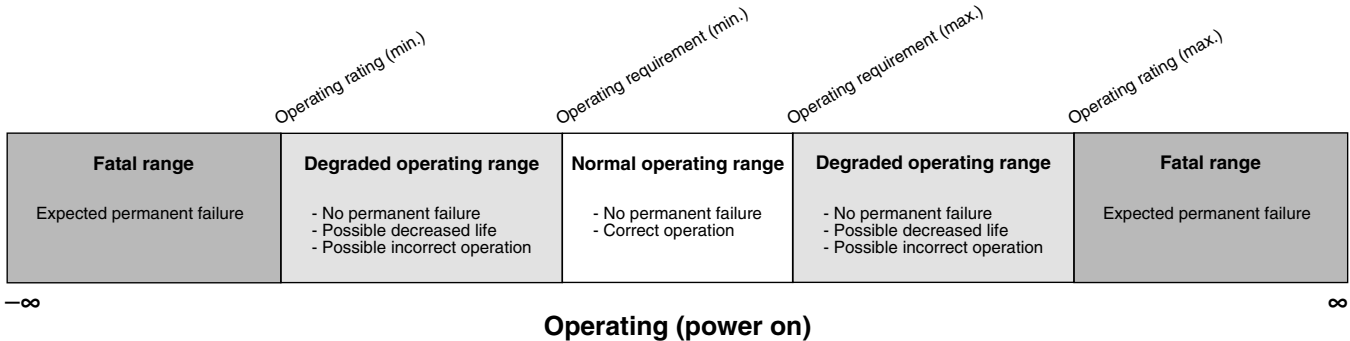 Operating rating (min.)
Operating requirement (min.)
Operating requirement (max.)
Operating rating (max.)
Fatal range
Expected permanent failure
Degraded operating range
- No permanent failure
- Possible decreased life
- Possible incorrect operation
Normal operating range
- No permanent failure
- Correct operation
Degraded operating range
- No permanent failure
- Possible decreased life
- Possible incorrect operation
Fatal range
Expected permanent failure
–∞
∞
Operating (power on)